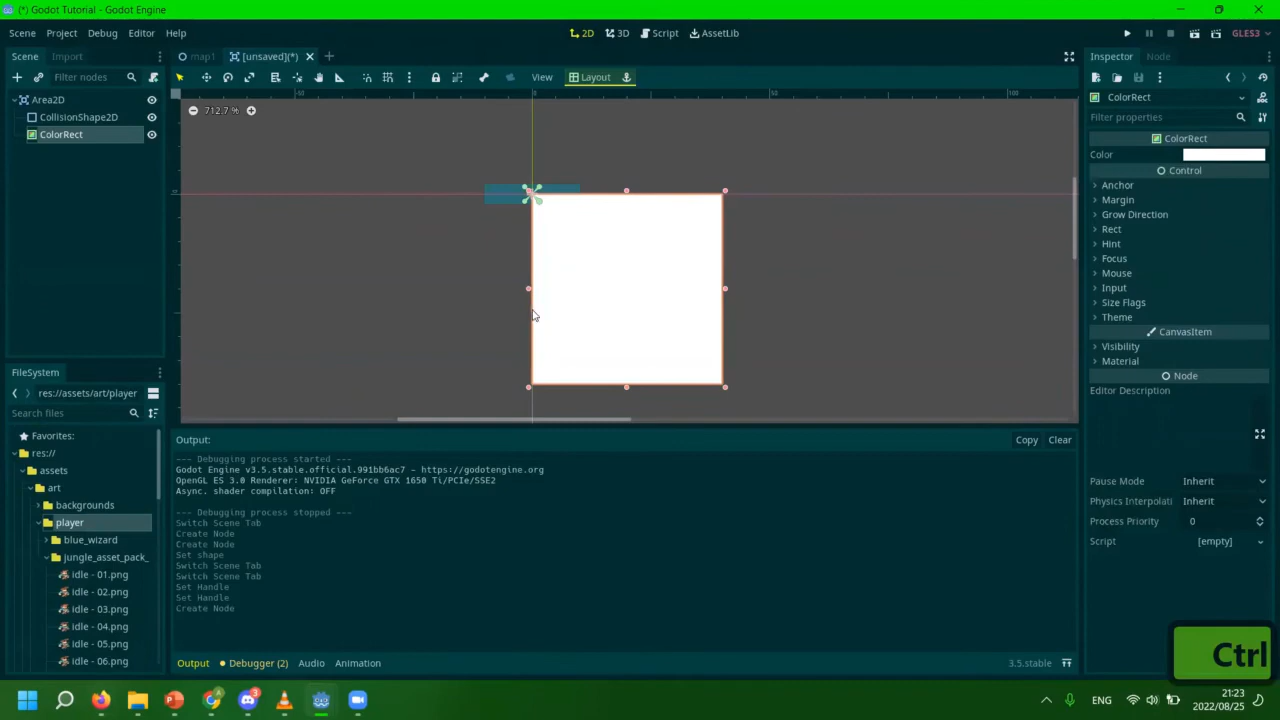 (*) Godot Tutorial - Godot Engine
Scene Project Debug Editor Help
2D 3D Script AssetLib
GLES3
Scene Import
map1 [unsaved](*)
Inspector Node
Filter nodes
View Layout
Area2D
CollisionShape2D
ColorRect
-50 0 50 100
712.7 %
0
ColorRect
Filter properties
ColorRect
Color
Control
Anchor
Margin
Grow Direction
Rect
Hint
Focus
Mouse
Input
Size Flags
Theme
CanvasItem
Visibility
Material
Node
Editor Description
Pause Mode Inherit
Physics Interpolati Inherit
Process Priority 0
Script [empty]
FileSystem
res://assets/art/player
Search files
Favorites:
res://
assets
art
backgrounds
player
blue_wizard
jungle_asset_pack_
idle - 01.png
idle - 02.png
idle - 03.png
idle - 04.png
idle - 05.png
idle - 06.png
Output:
Copy Clear
--- Debugging process started ---
Godot Engine v3.5.stable.official.991bb6ac7 - https://godotengine.org
OpenGL ES 3.0 Renderer: NVIDIA GeForce GTX 1650 Ti/PCIe/SSE2
Async. shader compilation: OFF
--- Debugging process stopped ---
Switch Scene Tab
Create Node
Create Node
Set shape
Switch Scene Tab
Switch Scene Tab
Set Handle
Set Handle
Create Node
Output Debugger (2) Audio Animation
3.5.stable
Ctrl
A
3
ENG
21:23
2022/08/25